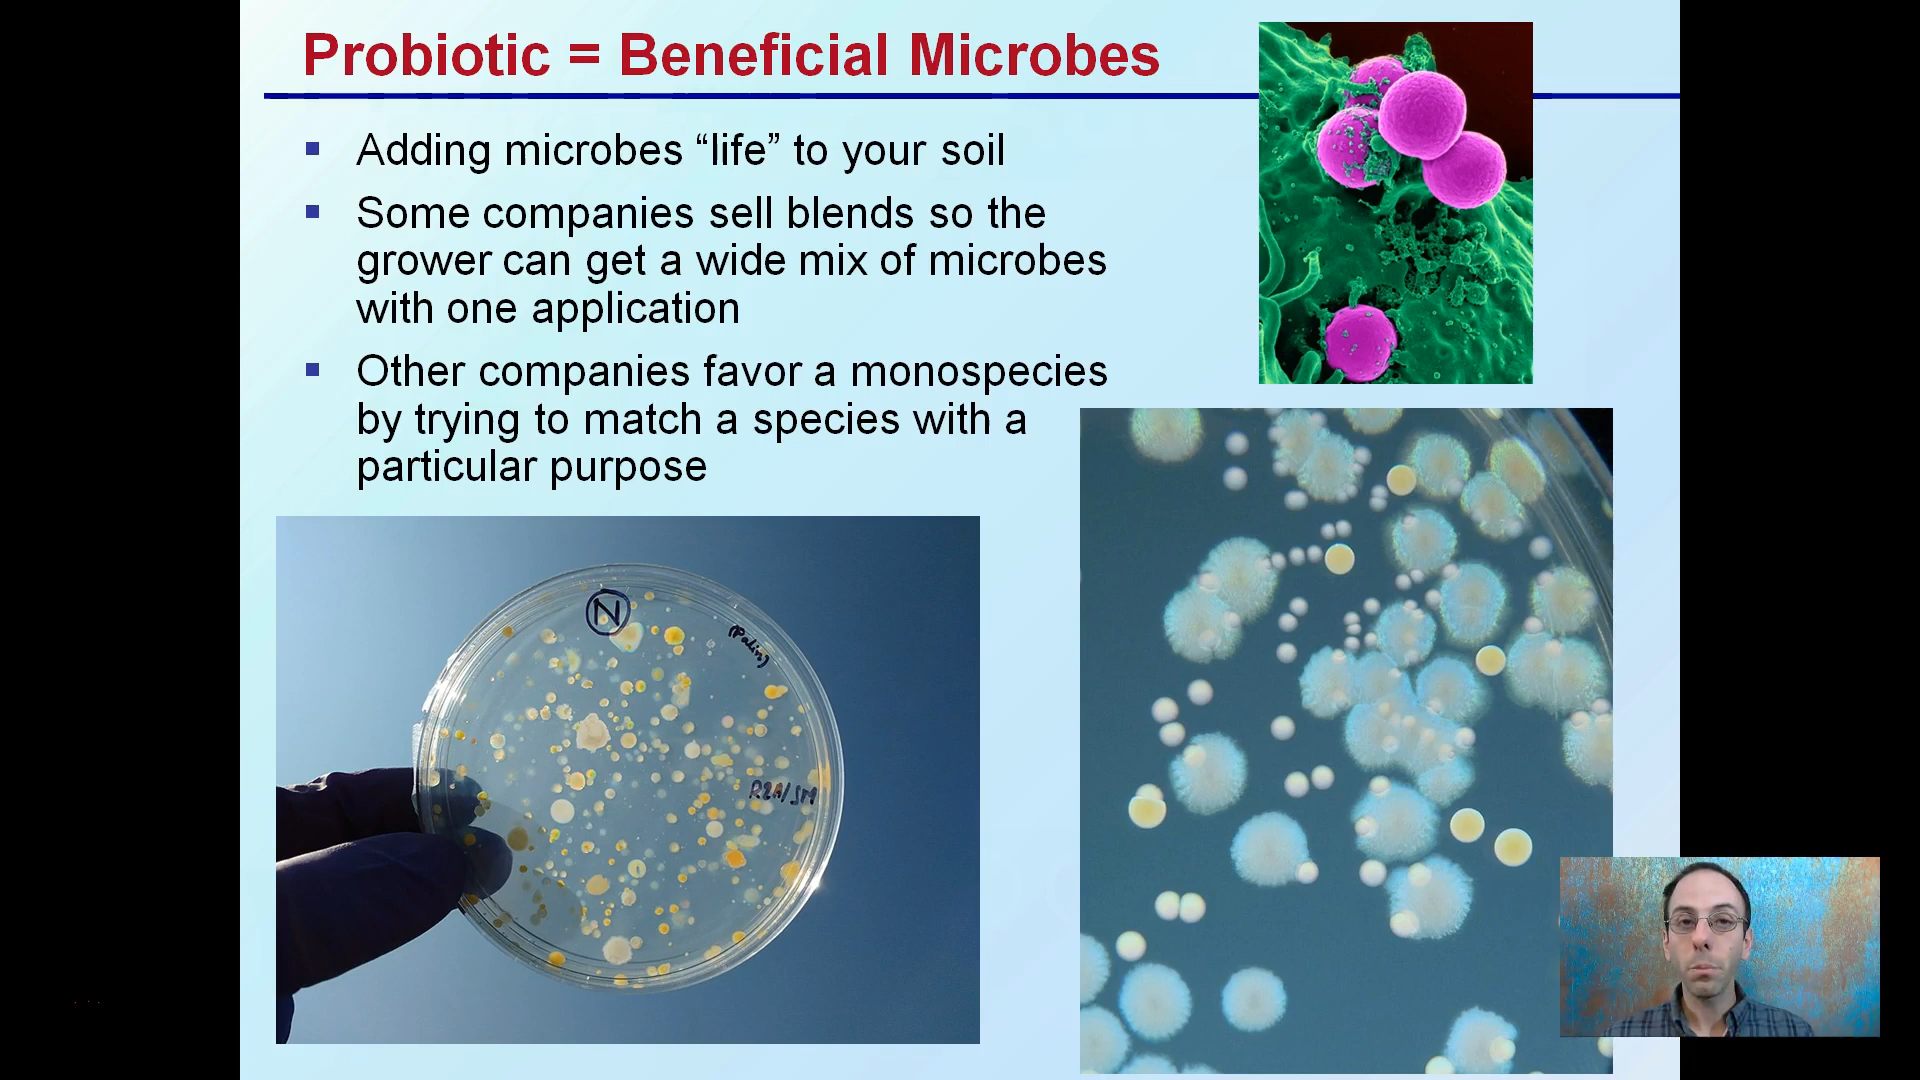 Probiotic = Beneficial Microbes
▪ Adding microbes “life” to your soil
▪ Some companies sell blends so the
grower can get a wide mix of microbes
with one application
▪ Other companies favor a monospecies
by trying to match a species with a
particular purpose
N
R2A/SM